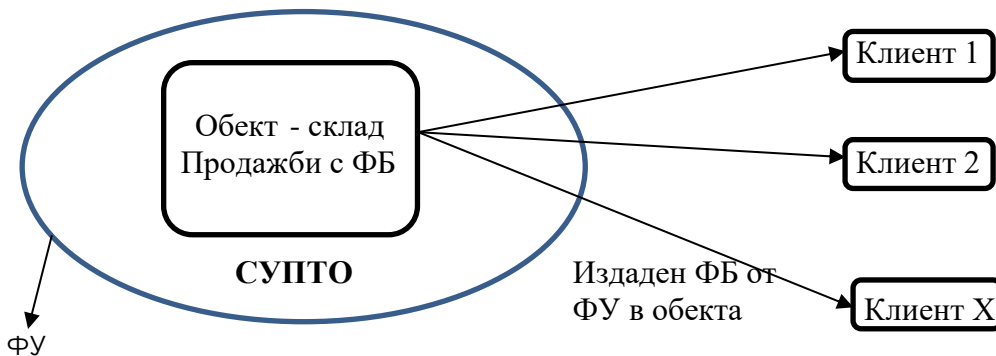 Клиент 1
Обект - склад
Продажби с ФБ
Клиент 2
СУПТО
Издаден ФБ от
ФУ в обекта
Клиент X
ФУ